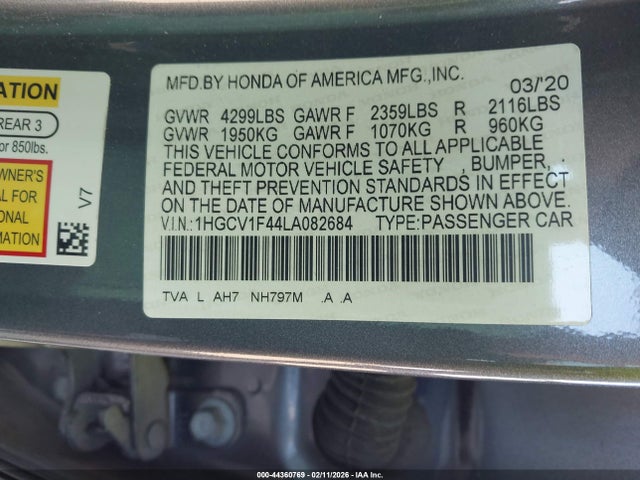 ATION
REAR 3
or 850lbs.
WNER'S
AL FOR
ONAL
RMATION
V7
MFD.BY HONDA OF AMERICA MFG.,INC.
03/'20
GVWR 4299LBS GAWR F 2359LBS R 2116LBS
GVWR 1950KG GAWR F 1070KG R 960KG
THIS VEHICLE CONFORMS TO ALL APPLICABLE
FEDERAL MOTOR VEHICLE SAFETY , BUMPER, .
AND THEFT PREVENTION STANDARDS IN EFFECT
ON THE DATE OF MANUFACTURE SHOWN ABOVE.
V.I.N.:1HGCV1F44LA082684 TYPE:PASSENGER CAR
TVA L AH7 NH797M .A .A
000-44360769 - 02/11/2026 - IAA Inc.